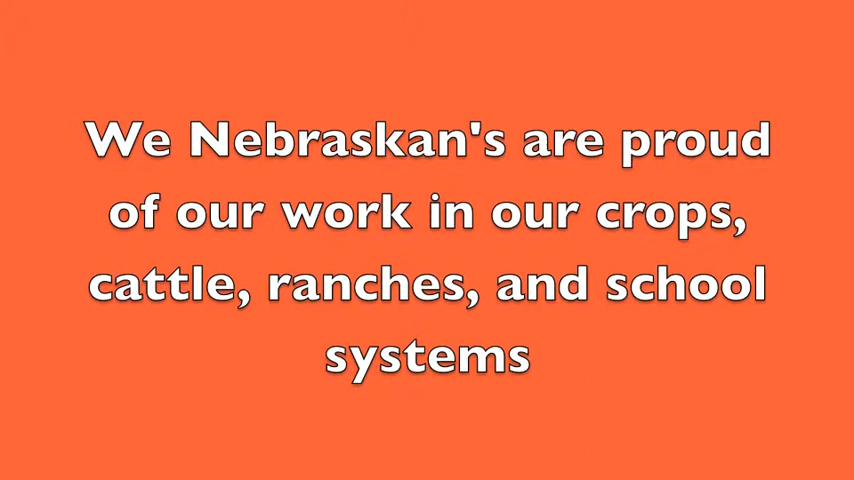 We Nebraskan's are proud
of our work in our crops,
cattle, ranches, and school
systems